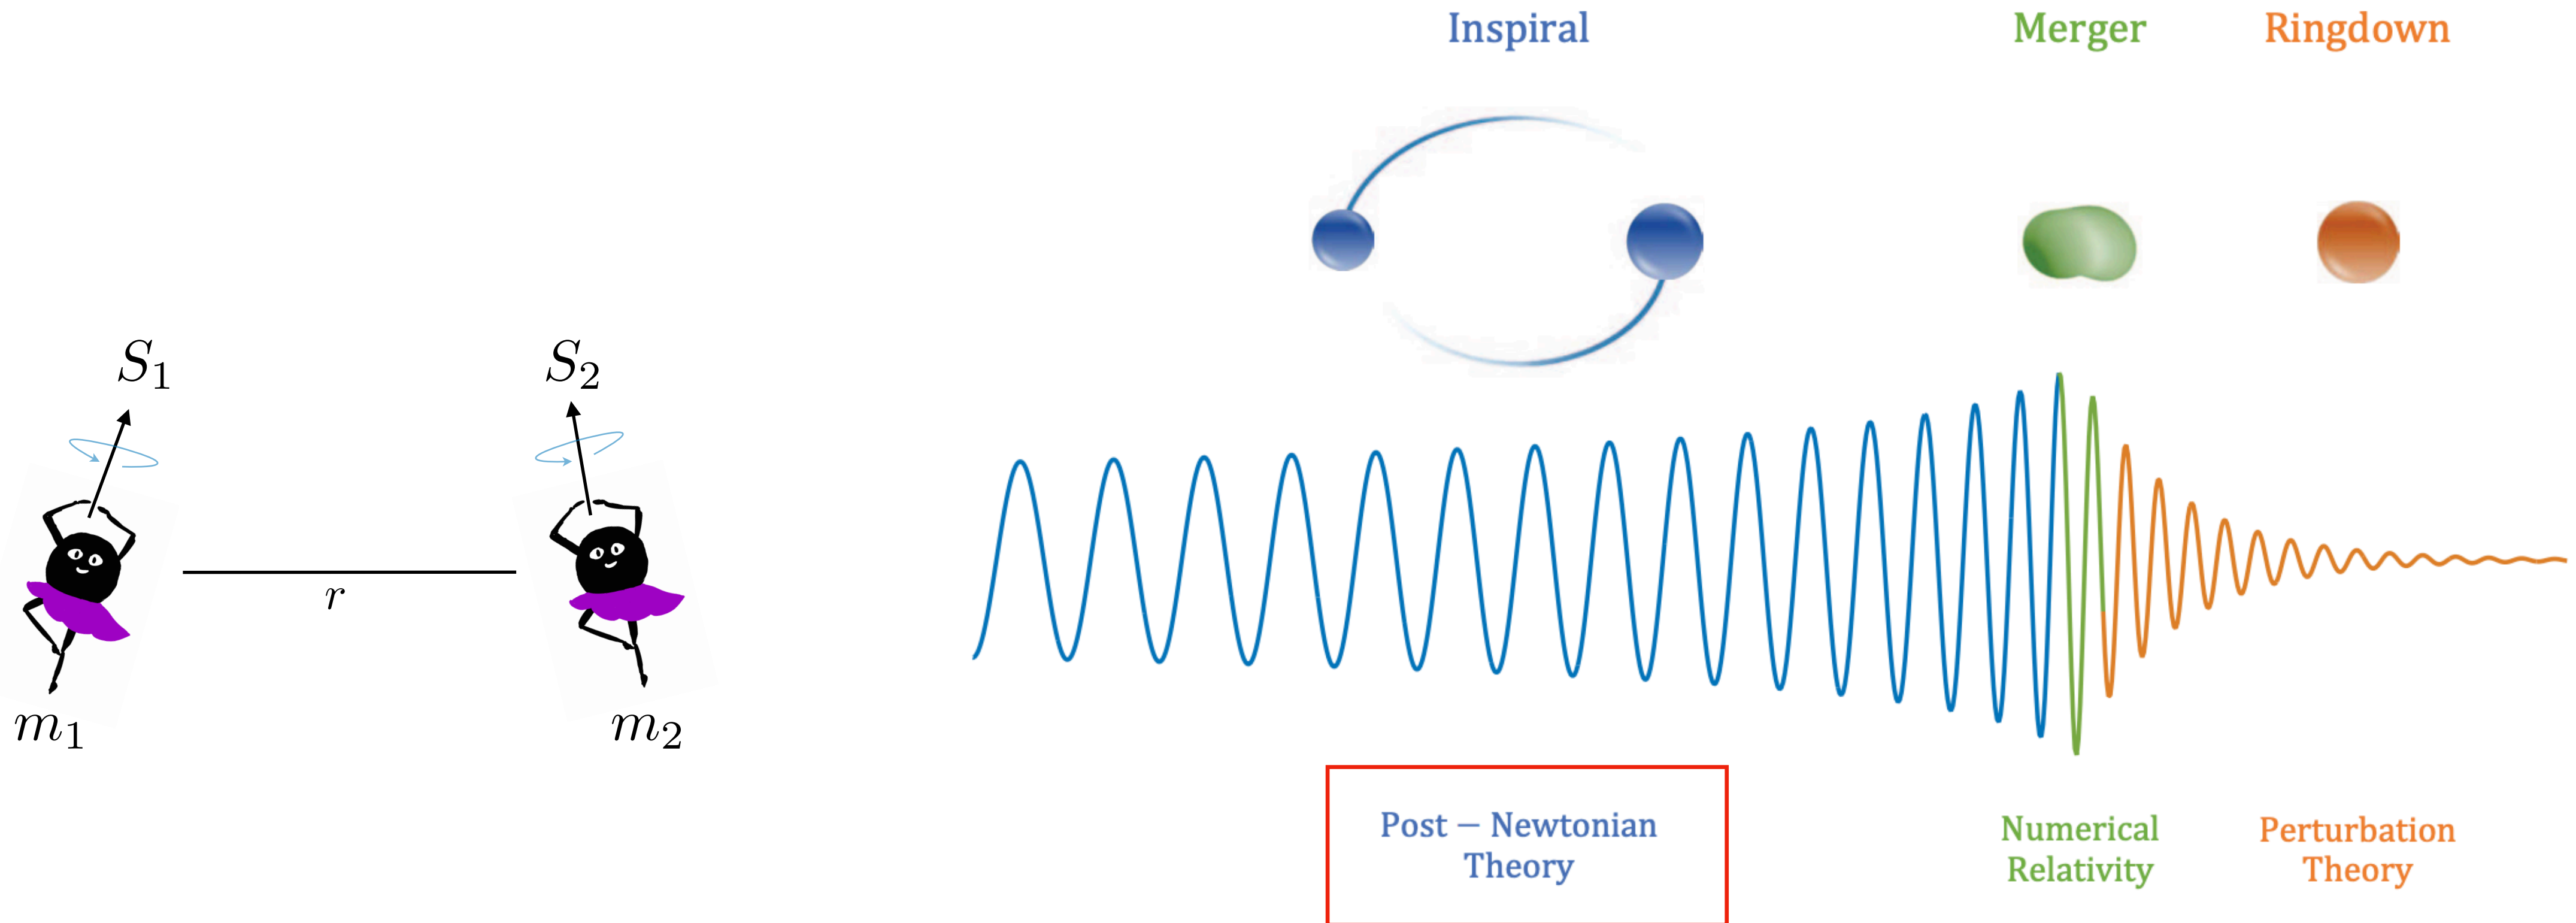 Inspiral
Merger
Ringdown
S₁
S₂
r
m₁
m₂
Post − Newtonian
Theory
Numerical
Relativity
Perturbation
Theory